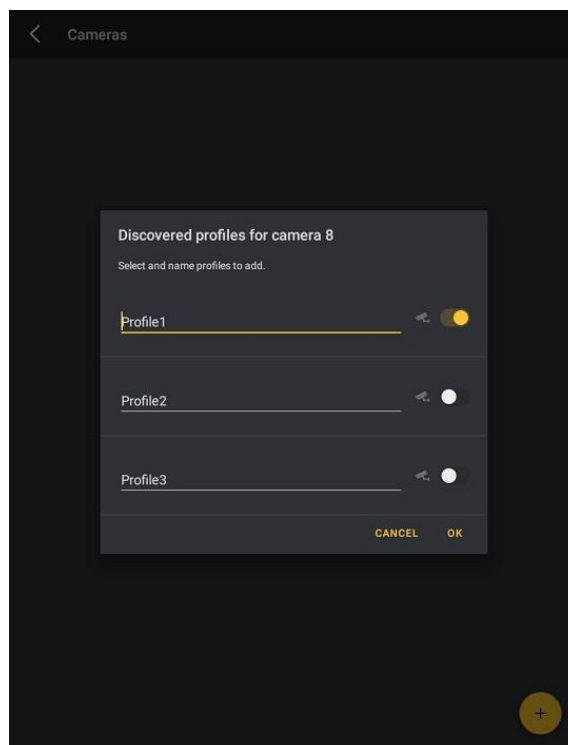 Cameras
Discovered profiles for camera 8
Select and name profiles to add.
Profile1
Profile2
Profile3
CANCEL OK